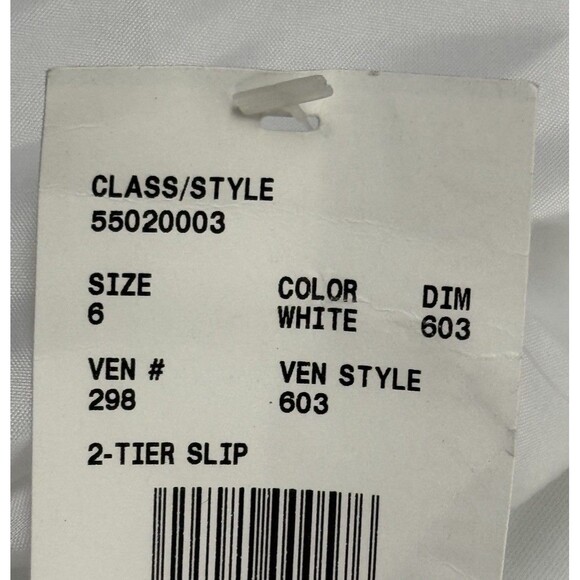 CLASS/STYLE
55020003
SIZE COLOR DIM
6 WHITE 603
VEN # VEN STYLE
298 603
2-TIER SLIP